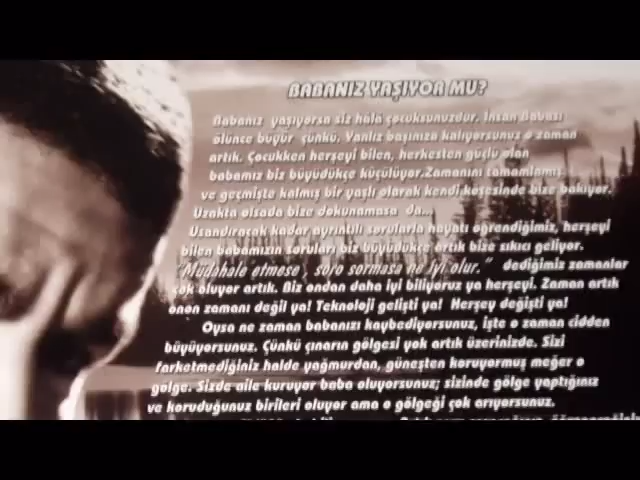 BABANIZ YAŞIYOR MU?
Babanız yaşıyorsa siz hala çocuksunuzdur. İnsan Babası
ölünce büyür çünkü. Yanlız başınıza kalıyorsunuz o zaman
artık. Çocukken herşeyi bilen, herkesten güçlü olan
babamız biz büyüdükçe küçülüyor.Zamanını tamamlamış
ve geçmişte kalmış bir yaşlı olarak kendi köşesinde bize bakıyor.
Uzakta olsada bize dokunamasa da...
Usandıracak kadar ayrıntılı sorularla hayatı öğrendiğimiz, herşeyi
bilen babamızın soruları biz büyüdükçe artık bize sıkıcı geliyor.
"Müdahale etmese , soro sormasa ne iyi olur." dediğimiz zamanlar
çok oluyor artık. Biz ondan daha iyi biliyoruz ya herşeyi. Zaman artık
onon zamanı değil ya! Teknoloji gelişti ya! Herşey değişti ya!
Oysa ne zaman babanızı kaybediyorsunuz, işte o zaman cidden
büyüyorsunuz. Çünkü çınarın gölgesi yok artık üzerinizde. Sizi
farketmediğiniz halde yağmurdan, güneşten koruyormuş meğer o
gölge. Sizde aile kuruyor baba oluyorsunuz; sizinde gölge yaptığınız
ve koruduğunuz birileri oluyor ama o gölgeği çok arıyorsunuz.